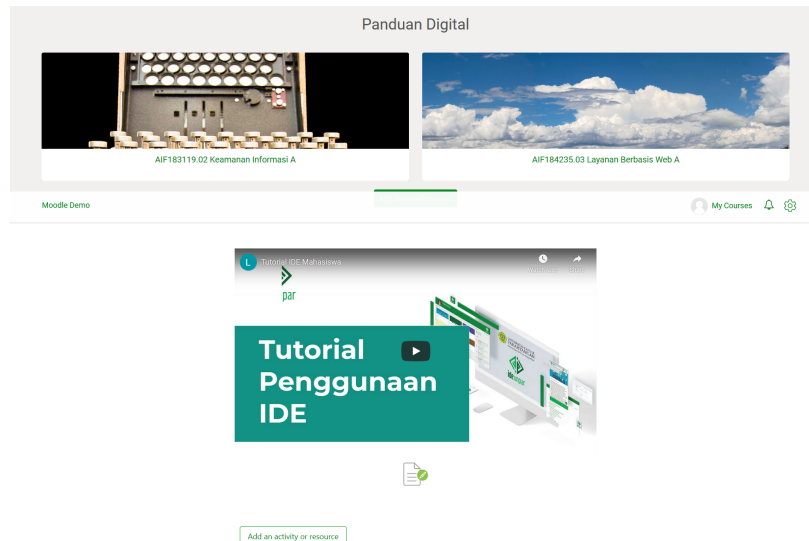 Panduan Digital
AIF183119.02 Keamanan Informasi A
AIF184235.03 Layanan Berbasis Web A
Moodle Demo
My Courses
L
Tutorial IDE Mahasiswa
par
Tutorial
Penggunaan
IDE
Add an activity or resource